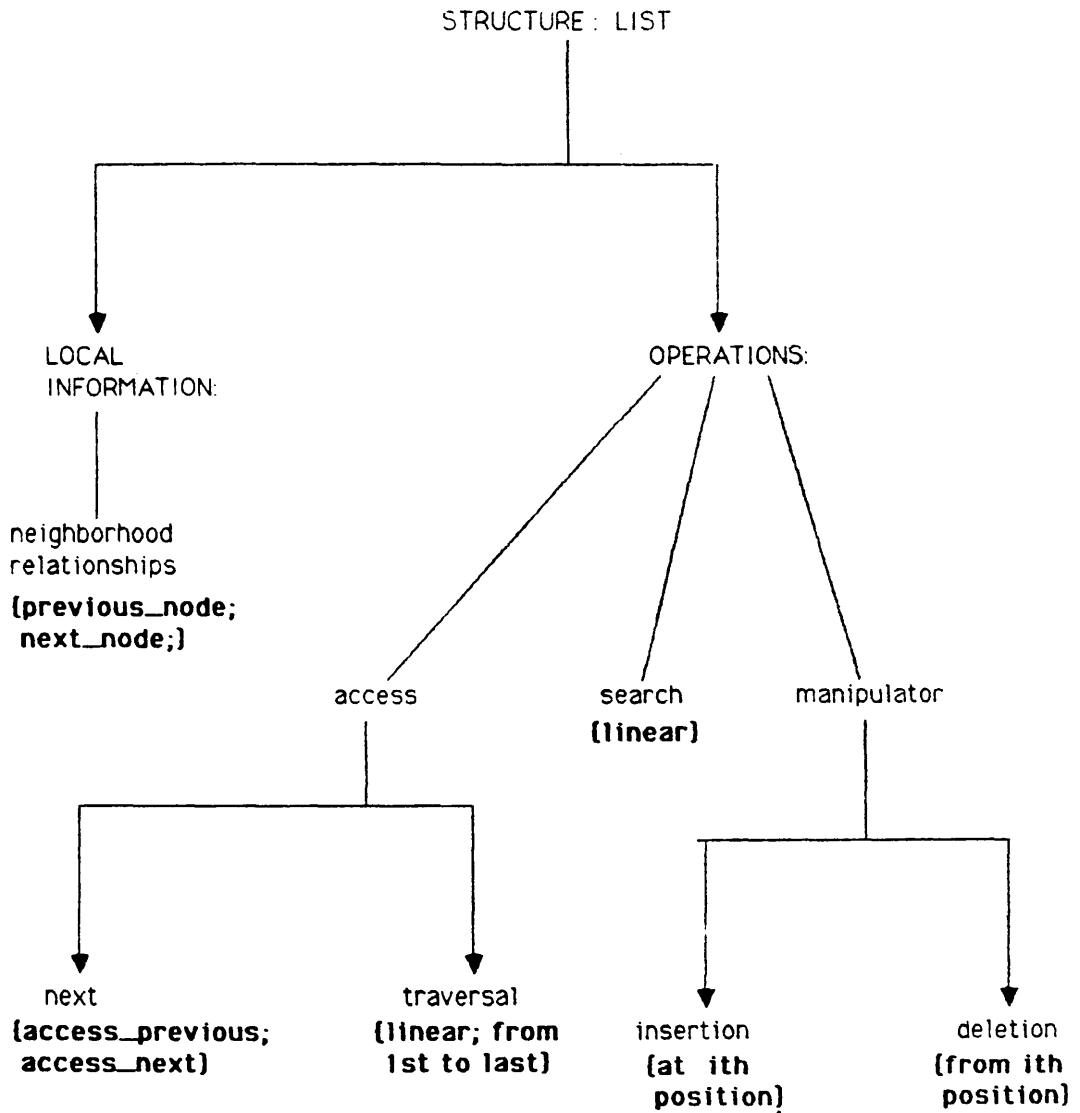 STRUCTURE: LIST
LOCAL
INFORMATION:
OPERATIONS:
neighborhood
relationships
{previous_node;
next_node;}
access
search
{linear}
manipulator
next
{access_previous;
access_next}
traversal
{linear; from
1st to last}
insertion
{at ith
position}
deletion
{from ith
position}